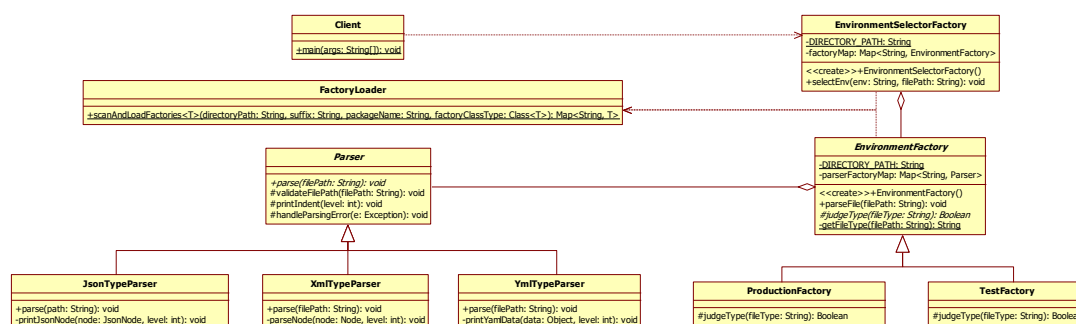 Client
+main(args: String[]): void
EnvironmentSelectorFactory
-DIRECTORY_PATH: String
-factoryMap: Map<String, EnvironmentFactory>
<<create>>+EnvironmentSelectorFactory()
+selectEnv(env: String, filePath: String): void
FactoryLoader
+scanAndLoadFactories<T>(directoryPath: String, suffix: String, packageName: String, factoryClassType: Class<T>): Map<String, T>
Parser
+parse(filePath: String): void
#validateFilePath(filePath: String): void
#printIndent(level: int): void
#handleParsingError(e: Exception): void
EnvironmentFactory
-DIRECTORY_PATH: String
-parserFactoryMap: Map<String, Parser>
<<create>>+EnvironmentFactory()
+parseFile(filePath: String): void
#judgeType(fileType: String): Boolean
-getFileType(filePath: String): String
JsonTypeParser
+parse(path: String): void
-printJsonNode(node: JsonNode, level: int): void
XmlTypeParser
+parse(filePath: String): void
-parseNode(node: Node, level: int): void
YmlTypeParser
+parse(filePath: String): void
-printYamlData(data: Object, level: int): void
ProductionFactory
#judgeType(fileType: String): Boolean
TestFactory
#judgeType(fileType: String): Boolean